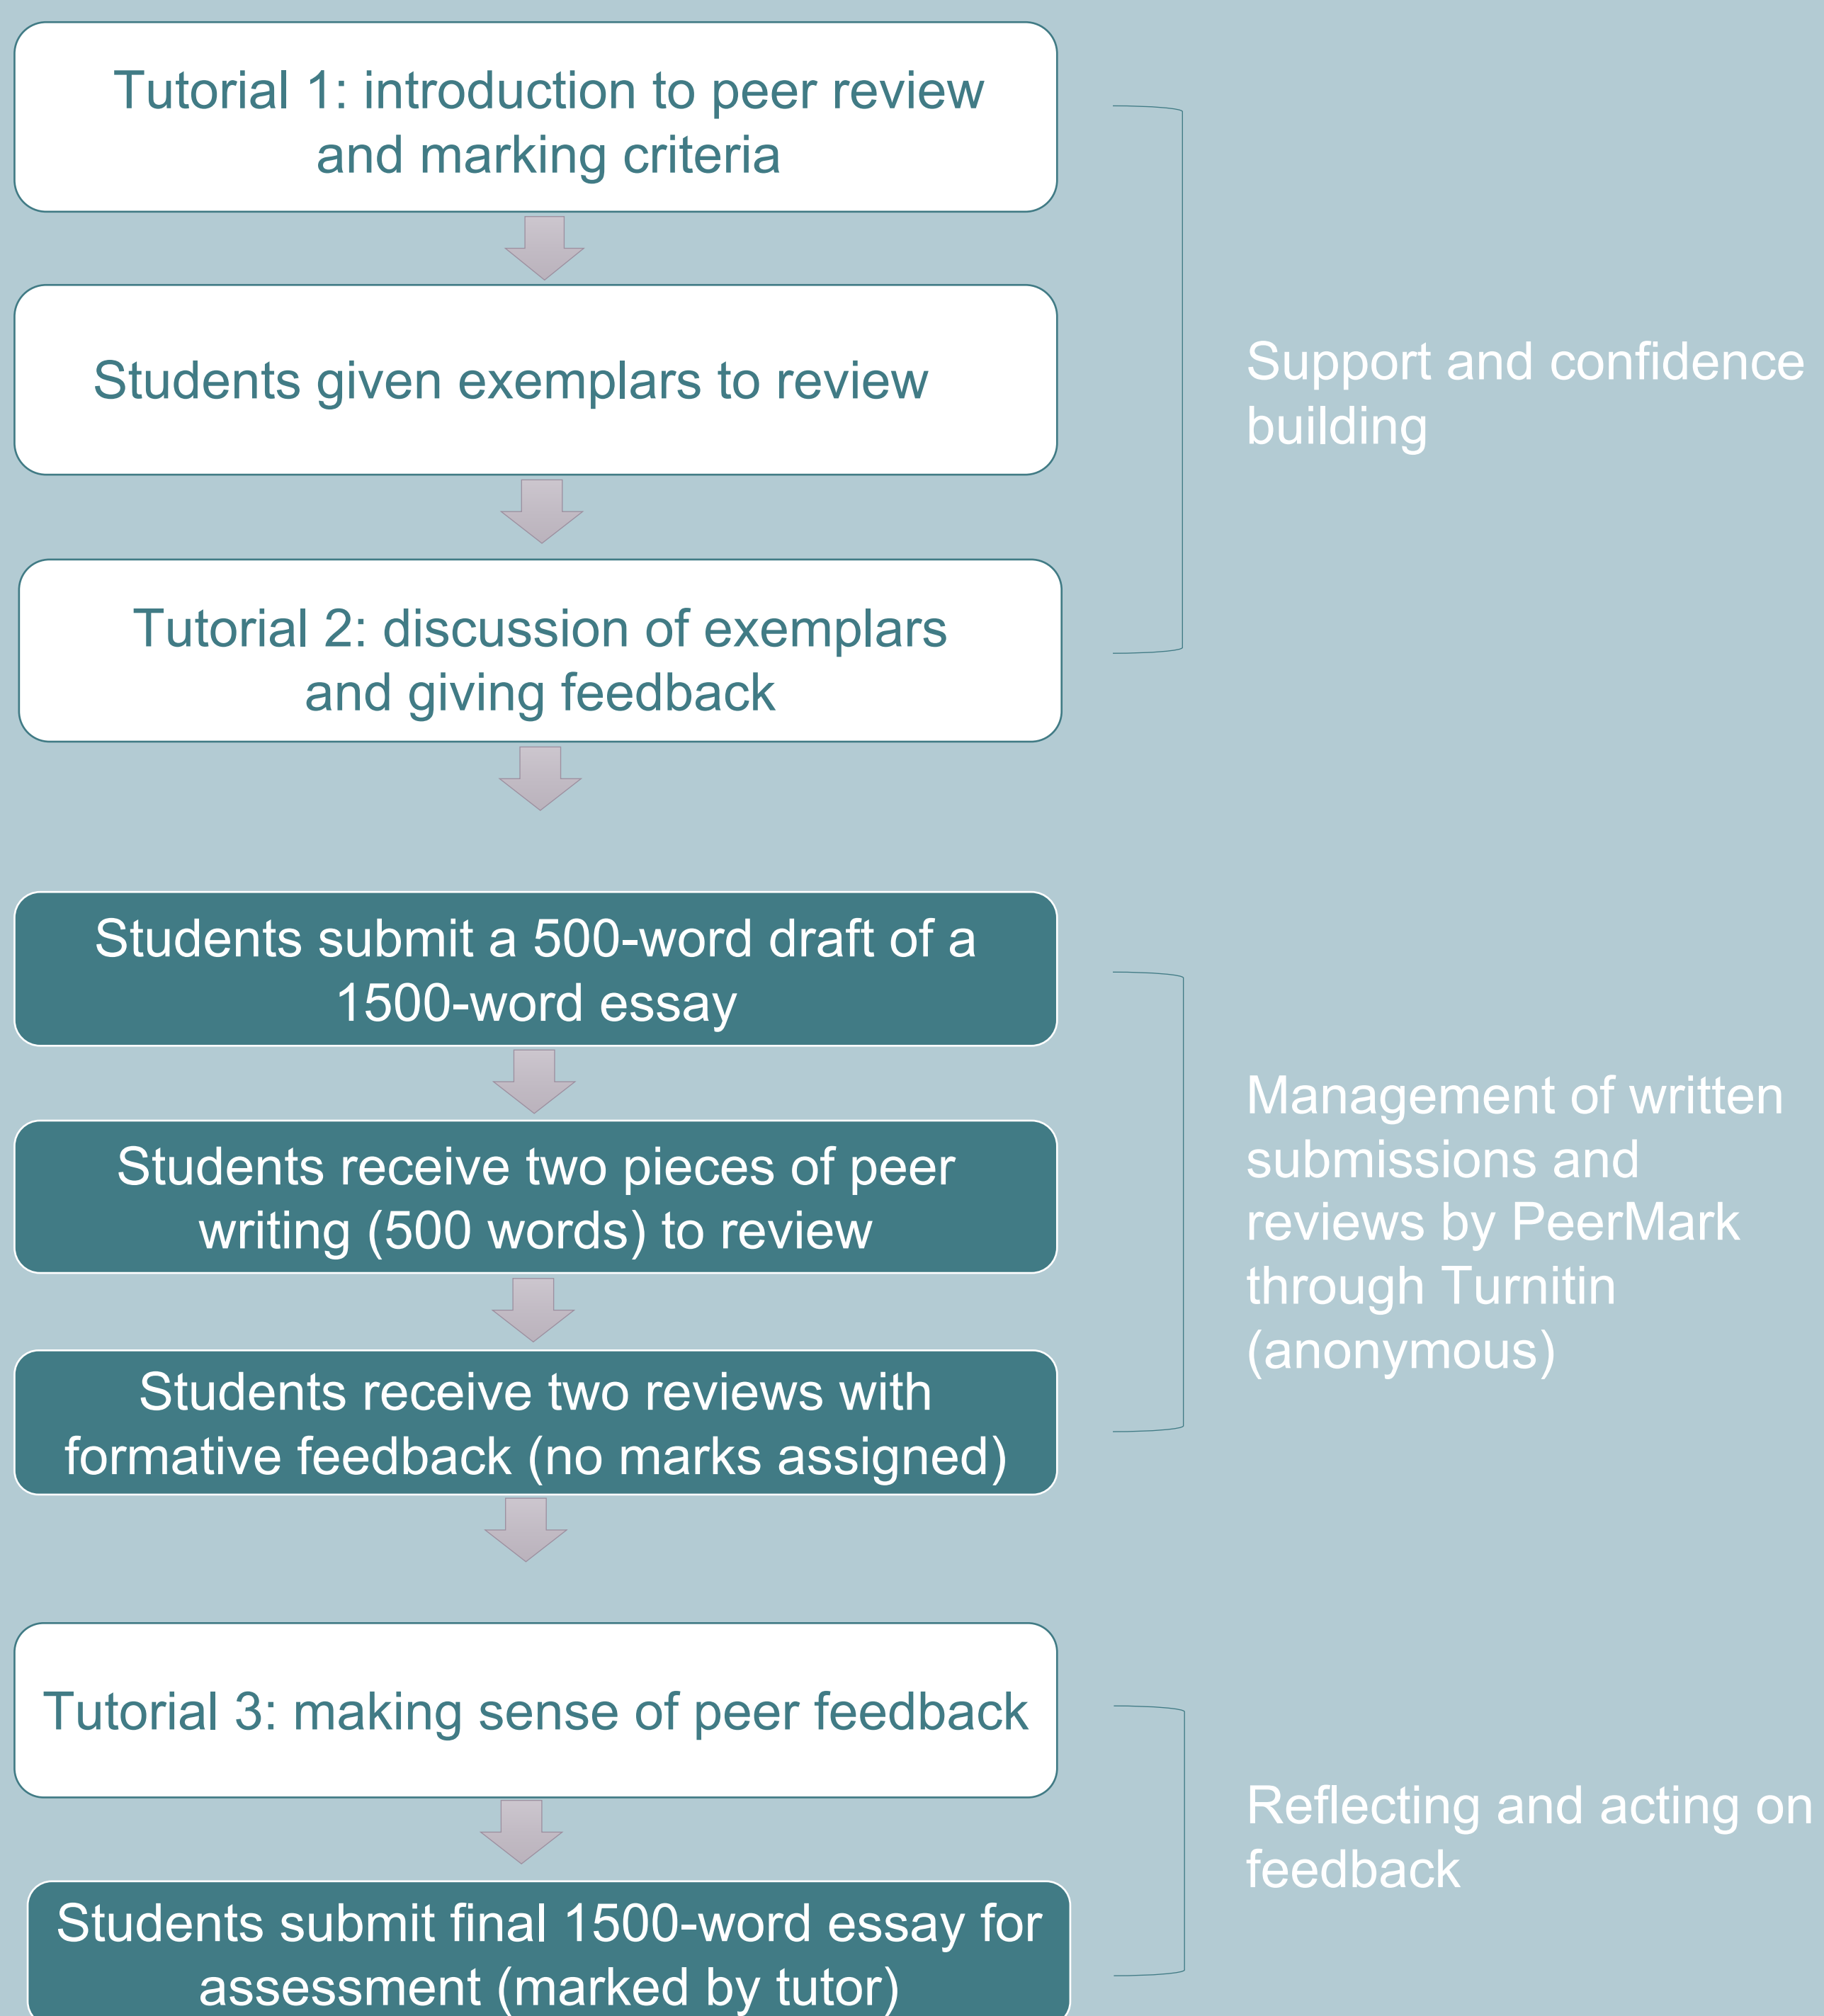 Tutorial 1: introduction to peer review
and marking criteria
Students given exemplars to review
Support and confidence
building
Tutorial 2: discussion of exemplars
and giving feedback
Students submit a 500-word draft of a
1500-word essay
Students receive two pieces of peer
writing (500 words) to review
Students receive two reviews with
formative feedback (no marks assigned)
Management of written
submissions and
reviews by PeerMark
through Turnitin
(anonymous)
Tutorial 3: making sense of peer feedback
Students submit final 1500-word essay for
assessment (marked by tutor)
Reflecting and acting on
feedback